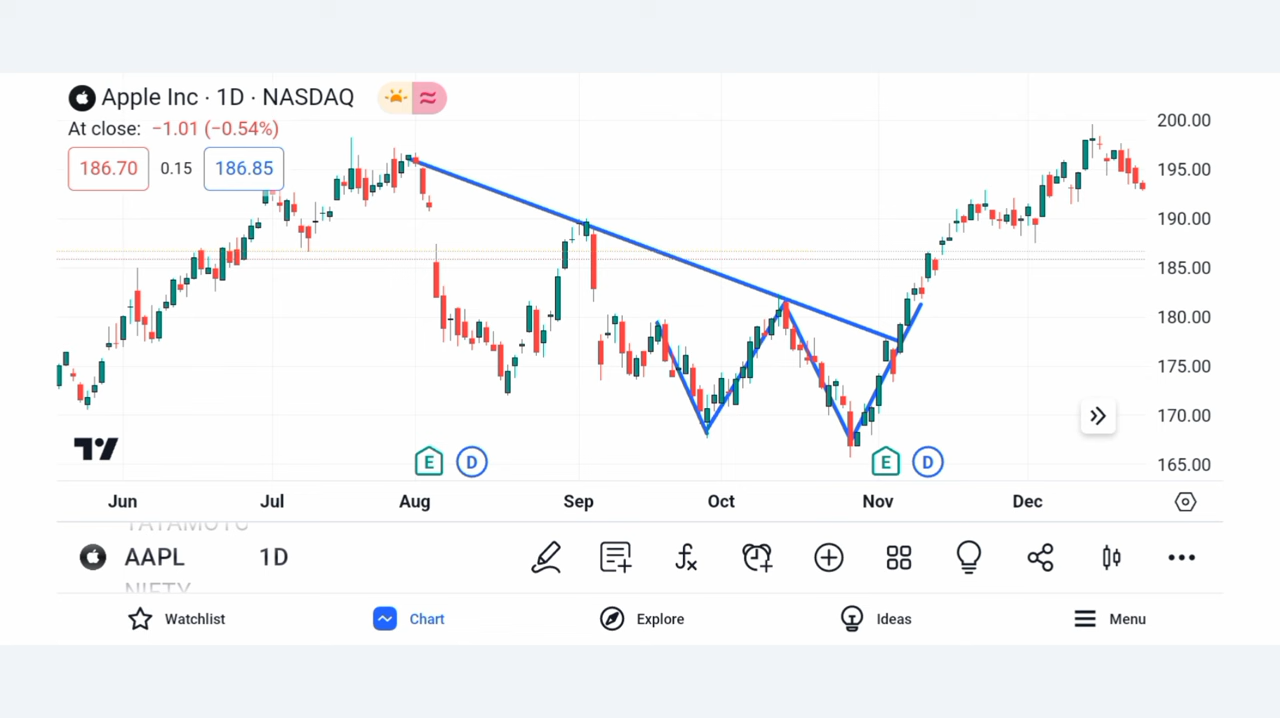 Apple Inc · 1D · NASDAQ
At close: −1.01 (−0.54%)
186.70 0.15 186.85
200.00
195.00
190.00
185.00
180.00
175.00
170.00
165.00
E D E D
Jun Jul Aug Sep Oct Nov Dec
AAPL 1D
NIFTY
Watchlist Chart Explore Ideas Menu